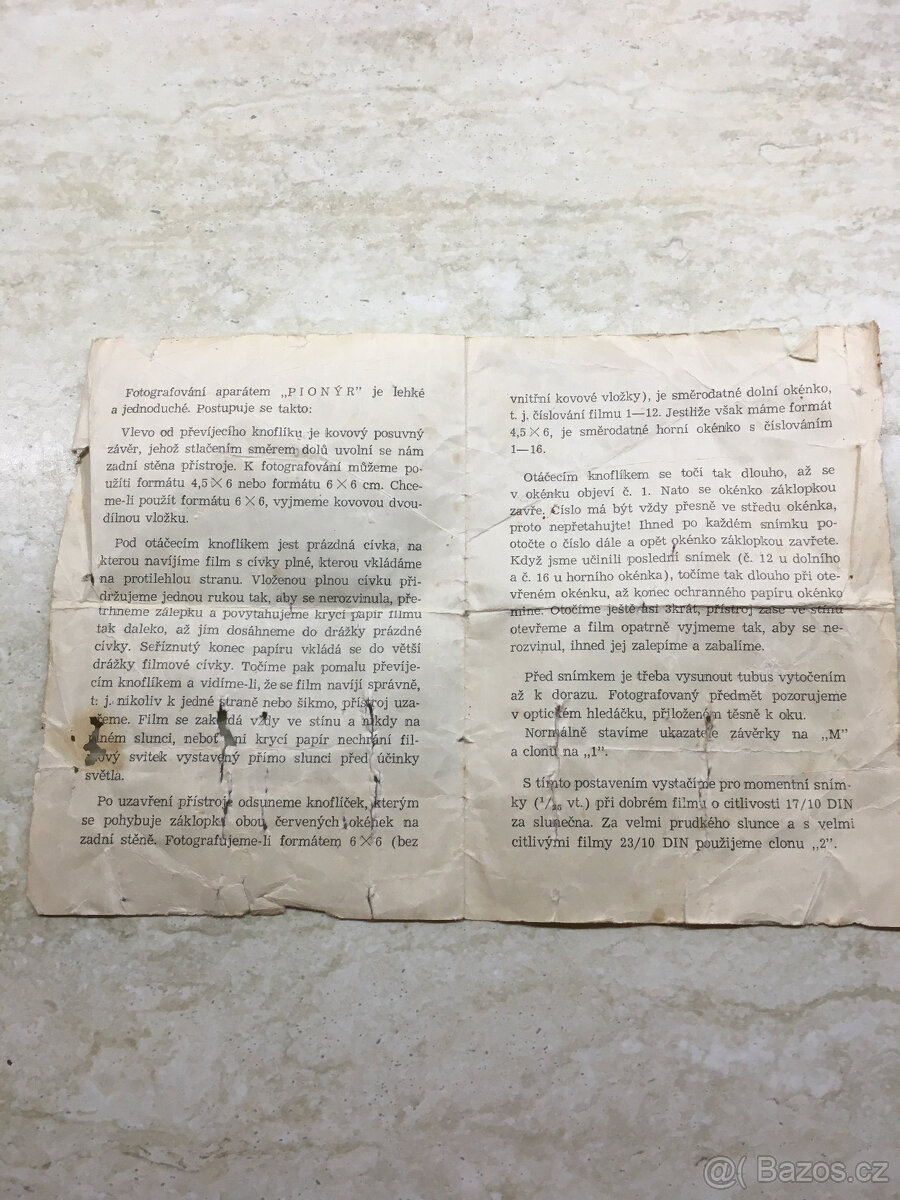 Fotografování aparátem „PIONÝR" je lehké
a jednoduché. Postupuje se takto:
Vlevo od převíjecího knoflíku je kovový posuvný
závěr, jehož stlačením směrem dolů uvolní se nám
zadní stěna přístroje. K fotografování můžeme po-
užíti formátu 4,5×6 nebo formátu 6×6 cm. Chce-
me-li použít formátu 6×6, vyjmeme kovovou dvou-
dílnou vložku.
Pod otáčecím knoflíkem jest prázdná cívka, na
kterou navíjíme film s cívky plné, kterou vkládáme
na protilehlou stranu. Vloženou plnou cívku při-
držujeme jednou rukou tak, aby se nerozvinula, pře-
trhneme zálepku a povytahujeme krycí papír filmu
tak daleko, až jím dosáhneme do drážky prázdné
cívky. Seříznutý konec papíru vkládá se do větší
drážky filmové cívky. Točíme pak pomalu převíje-
cím knoflíkem a vidíme-li, že se film navíjí správně,
t. j. nikoliv k jedné straně nebo šikmo, přístroj uza-
vřeme. Film se zakládá vždy ve stínu a nikdy na
plném slunci, neboť ani krycí papír nechrání fil-
mový svitek vystavený přímo slunci před účinky
světla.
Po uzavření přístroje odsuneme knoflíček, kterým
se pohybuje záklopka obou červených okének na
zadní stěně. Fotografujeme-li formátem 6×6 (bez
vnitřní kovové vložky), je směrodatné dolní okénko,
t. j. číslování filmu 1—12. Jestliže však máme formát
4,5×6, je směrodatné horní okénko s číslováním
1—16.
Otáčecím knoflíkem se točí tak dlouho, až se
v okénku objeví č. 1. Nato se okénko záklopkou
zavře. Číslo má být vždy přesně ve středu okénka,
proto nepřetahujte! Ihned po každém snímku po-
otočte o číslo dále a opět okénko záklopkou zavřete.
Když jsme učinili poslední snímek (č. 12 u dolního
a č. 16 u horního okénka), točíme tak dlouho při ote-
vřeném okénku, až konec ochranného papíru okénko
mine. Otočíme ještě asi 3krát, přístroj zase ve stínu
otevřeme a film opatrně vyjmeme tak, aby se ne-
rozvinul, ihned jej zalepíme a zabalíme.
Před snímkem je třeba vysunout tubus vytočením
až k dorazu. Fotografovaný předmět pozorujeme
v optickém hledáčku, přiloženém těsně k oku.
Normálně stavíme ukazatele závěrky na „M"
a clonu na „1".
S tímto postavením vystačíme pro momentní sním-
ky (1/25 vt.) při dobrém filmu o citlivosti 17/10 DIN
za slunečna. Za velmi prudkého slunce a s velmi
citlivými filmy 23/10 DIN použijeme clonu „2".
@( Bazos.cz